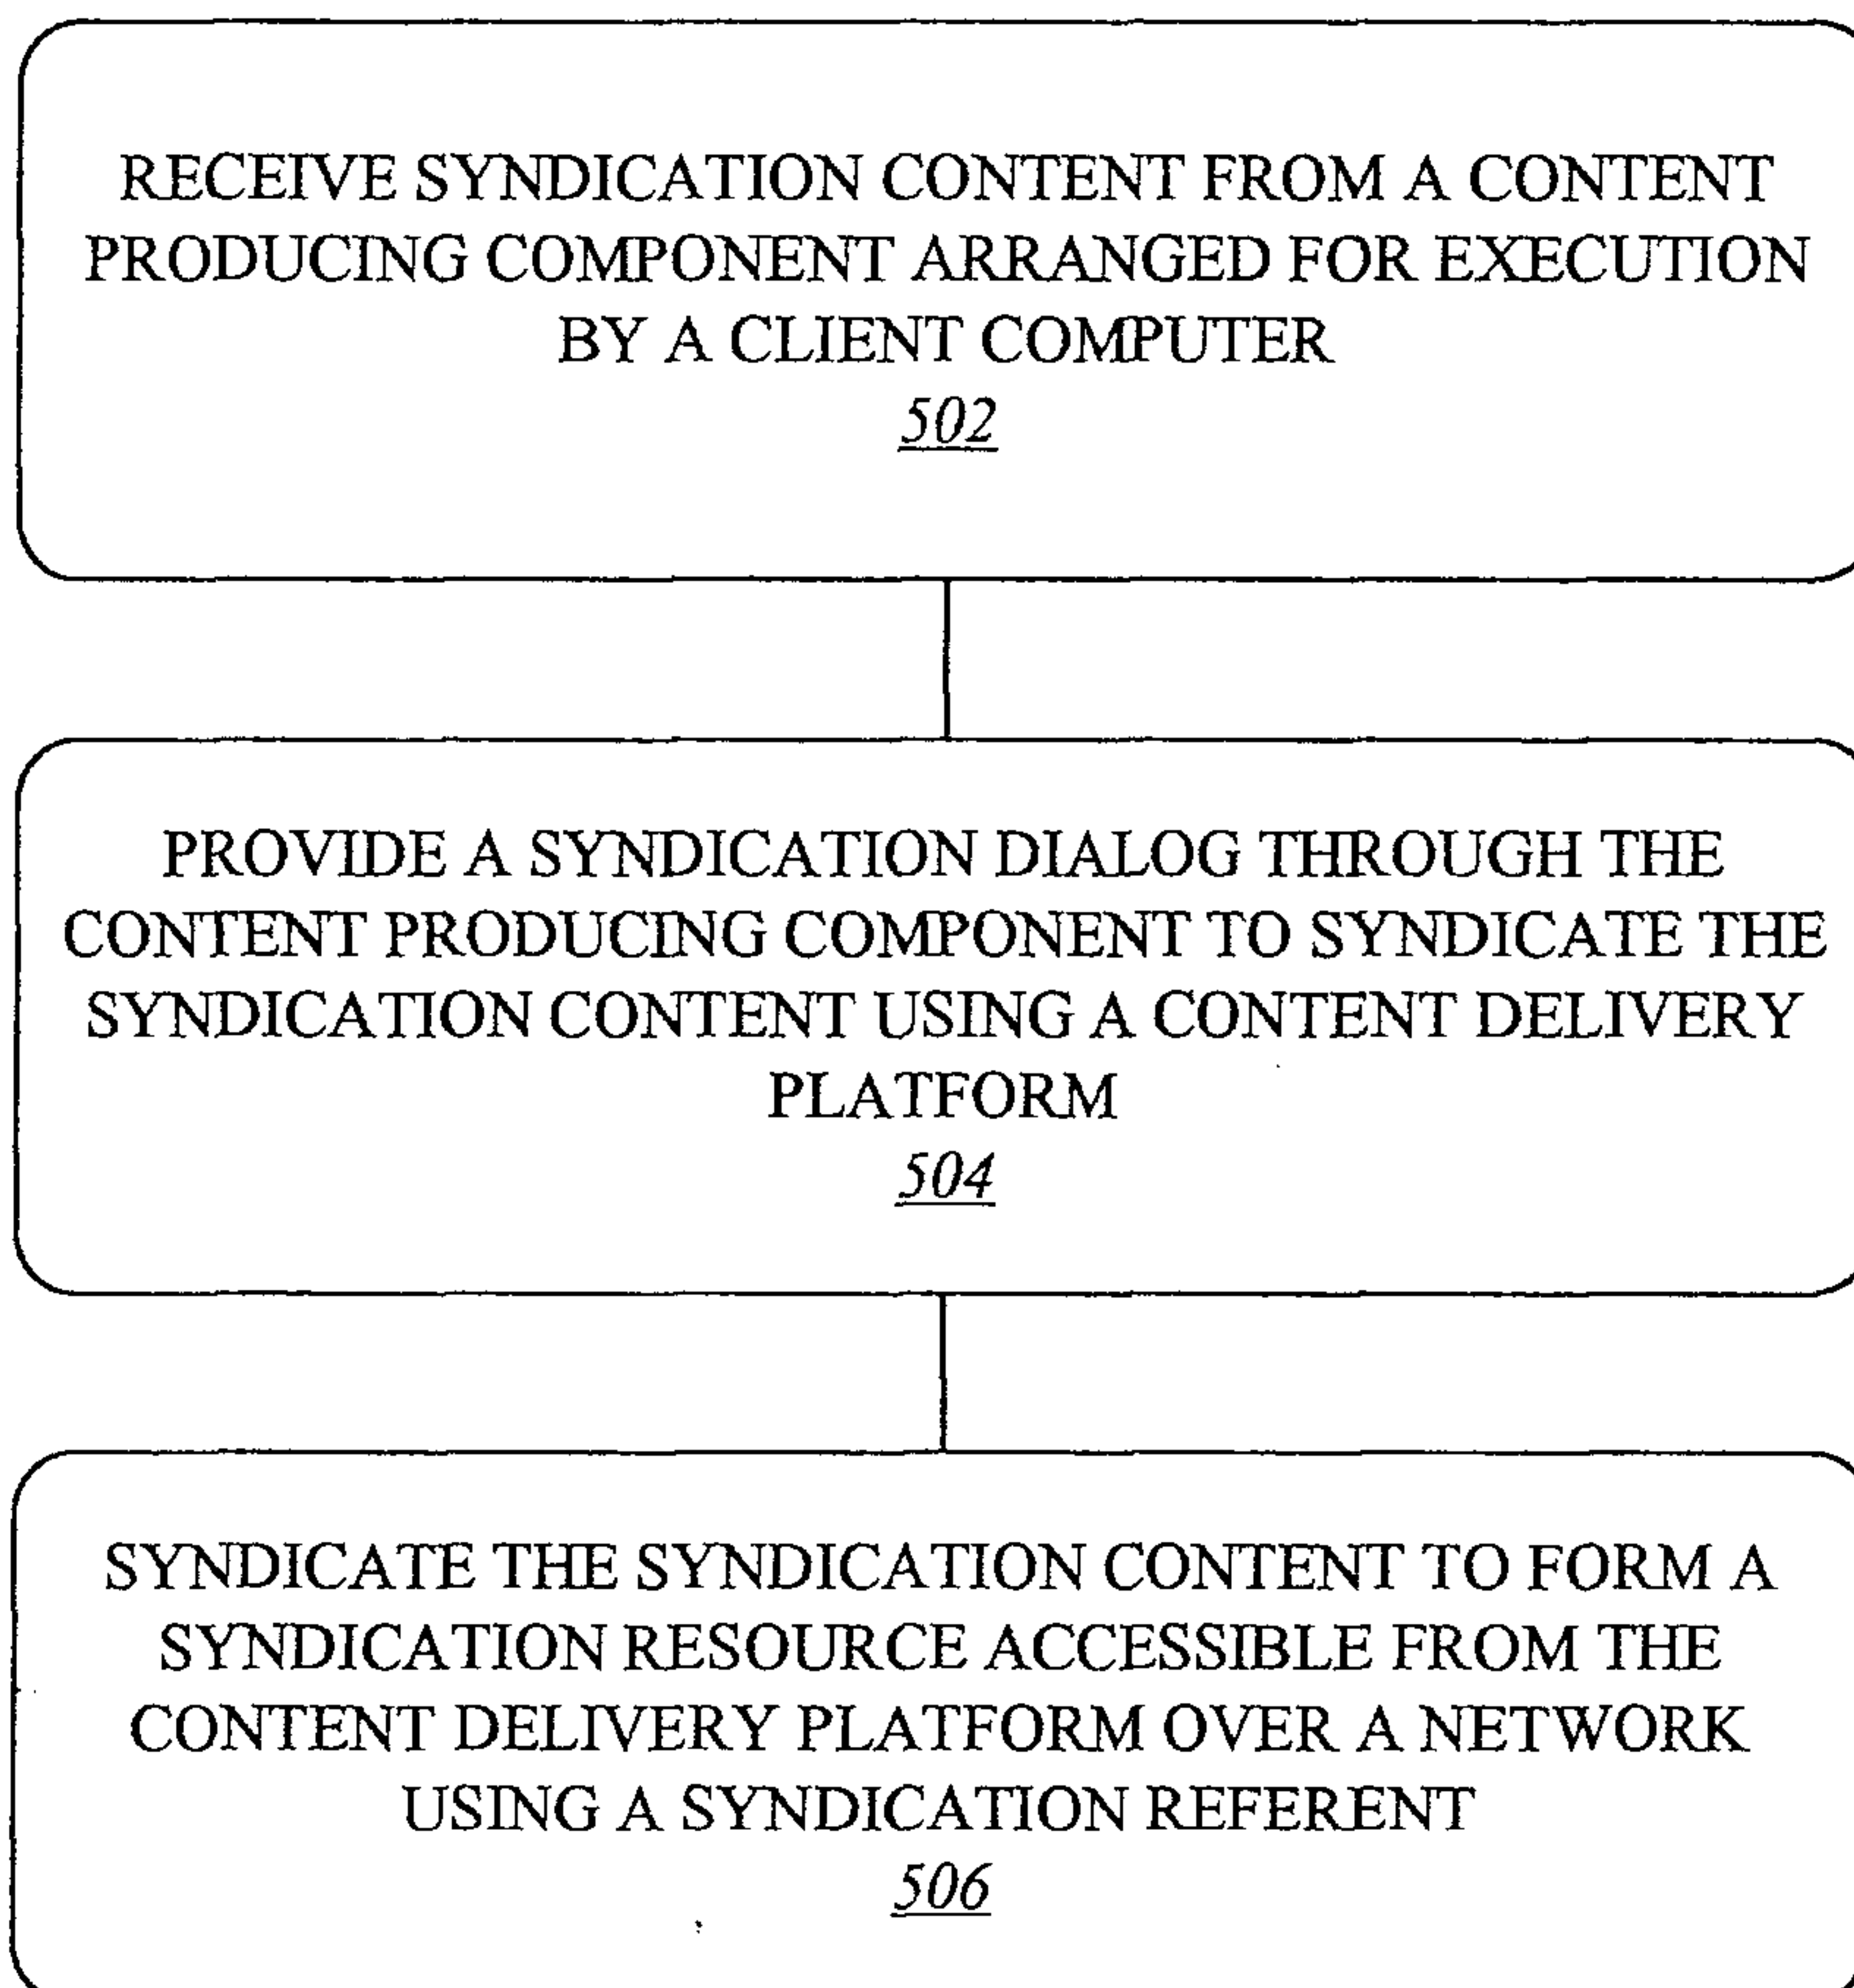 RECEIVE SYNDICATION CONTENT FROM A CONTENT
PRODUCING COMPONENT ARRANGED FOR EXECUTION
BY A CLIENT COMPUTER
502
PROVIDE A SYNDICATION DIALOG THROUGH THE
CONTENT PRODUCING COMPONENT TO SYNDICATE THE
SYNDICATION CONTENT USING A CONTENT DELIVERY
PLATFORM
504
SYNDICATE THE SYNDICATION CONTENT TO FORM A
SYNDICATION RESOURCE ACCESSIBLE FROM THE
CONTENT DELIVERY PLATFORM OVER A NETWORK
USING A SYNDICATION REFERENT
506